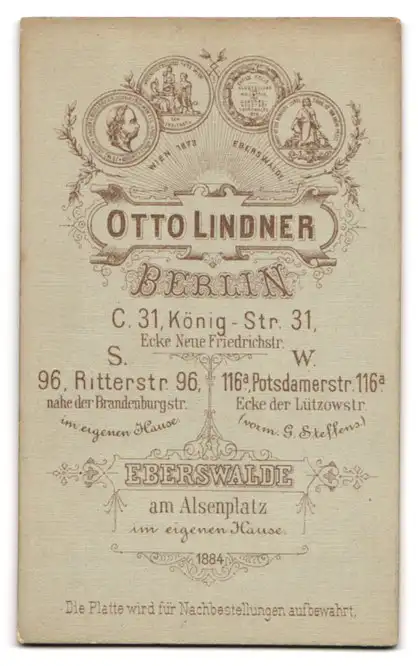 WIEN 1873 EBERSWALDE
OTTO LINDNER
BERLIN
C. 31, König-Str. 31,
Ecke Neue Friedrichstr.
S.
96, Ritterstr. 96,
nahe der Brandenburgstr.
im eigenen Hause.
W.
116ª, Potsdamerstr. 116ª
Ecke der Lützowstr.
(vorm. G. Steffens)
EBERSWALDE
am Alsenplatz
im eigenen Hause.
1884
Die Platte wird für Nachbestellungen aufbewahrt.